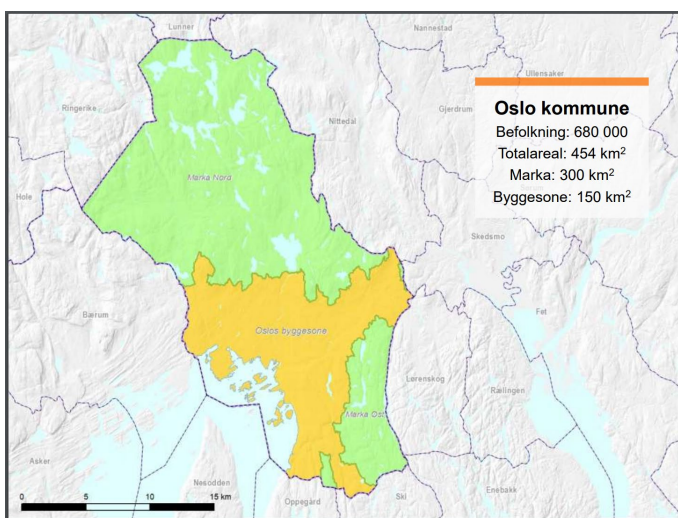 Lunner
Nannestad
Ullensaker
Ringerike
Gjerdrum
Nittedal
Oslo kommune
Befolkning: 680 000
Totalareal: 454 km²
Marka: 300 km²
Byggesone: 150 km²
Marka Nord
Hole
Skedsmo
Bærum
Oslos byggesone
Fet
Lørenskog
Rælingen
Marka Øst
Asker
Nesodden
Oppegård
Ski
Enebakk
0 5 10 15 km